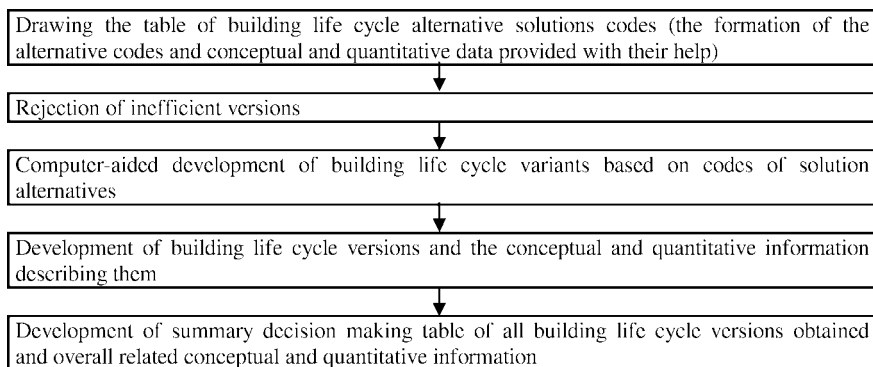 Drawing the table of building life cycle alternative solutions codes (the formation of the
alternative codes and conceptual and quantitative data provided with their help)
Rejection of inefficient versions
Computer-aided development of building life cycle variants based on codes of solution
alternatives
Development of building life cycle versions and the conceptual and quantitative information
describing them
Development of summary decision making table of all building life cycle versions obtained
and overall related conceptual and quantitative information